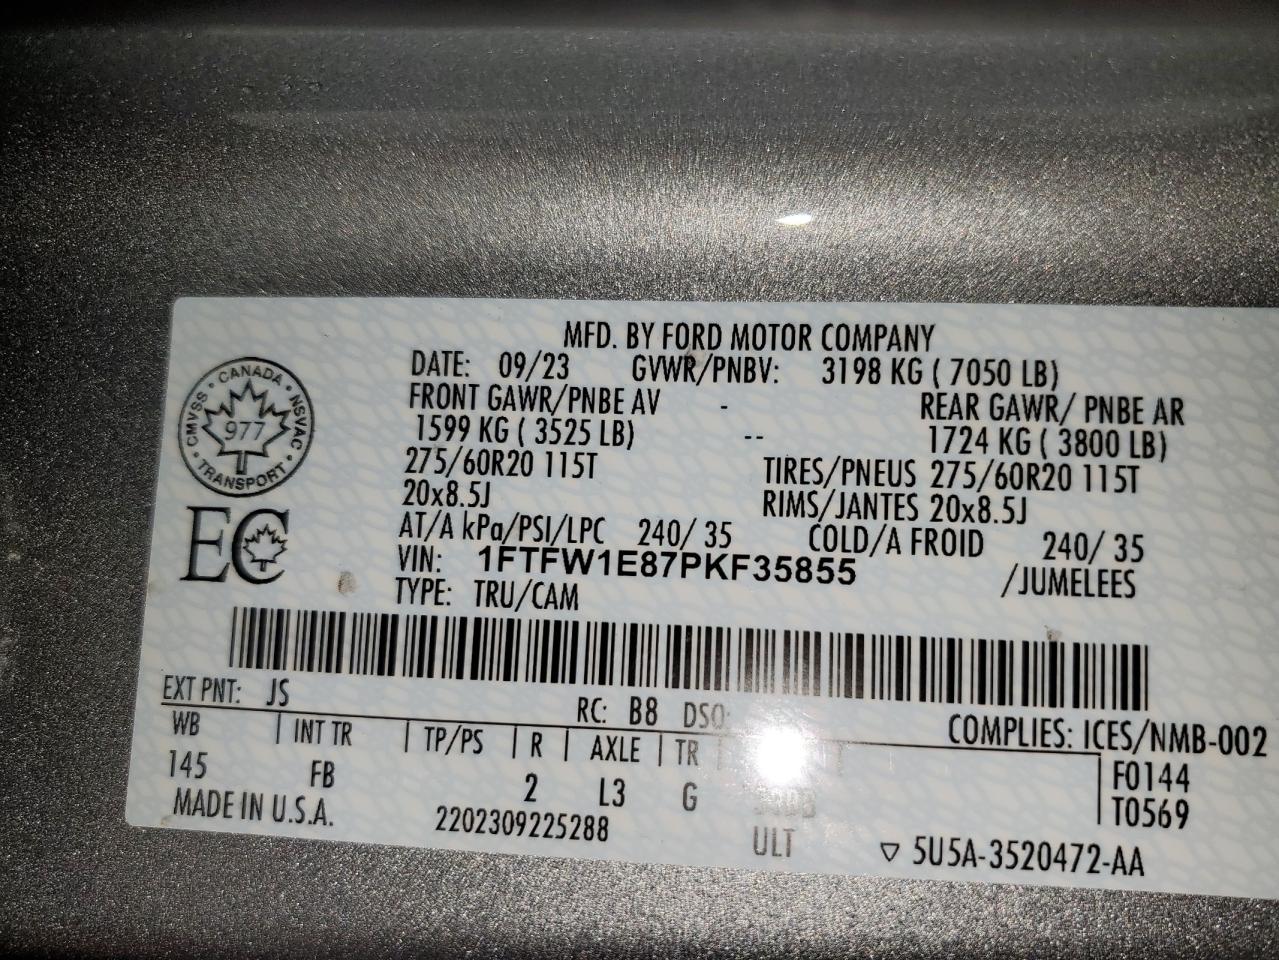 MFD. BY FORD MOTOR COMPANY
DATE: 09/23 GVWR/PNBV: 3198 KG ( 7050 LB)
FRONT GAWR/PNBE AV - REAR GAWR/ PNBE AR
1599 KG ( 3525 LB) -- 1724 KG ( 3800 LB)
275/60R20 115T TIRES/PNEUS 275/60R20 115T
20x8.5J RIMS/JANTES 20x8.5J
AT/A kPa/PSI/LPC 240/ 35 COLD/A FROID 240/ 35
VIN: 1FTFW1E87PKF35855 /JUMELEES
TYPE: TRU/CAM
CANADA
CMVSS NSVAC
977
TRANSPORT
EC
EXT PNT: JS RC: B8 DSO: COMPLIES: ICES/NMB-002
WB | INT TR | TP/PS | R | AXLE | TR
145 FB 2 L3 G F0144
T0569
MADE IN U.S.A. 2202309225288 ULT ▽ 5U5A-3520472-AA